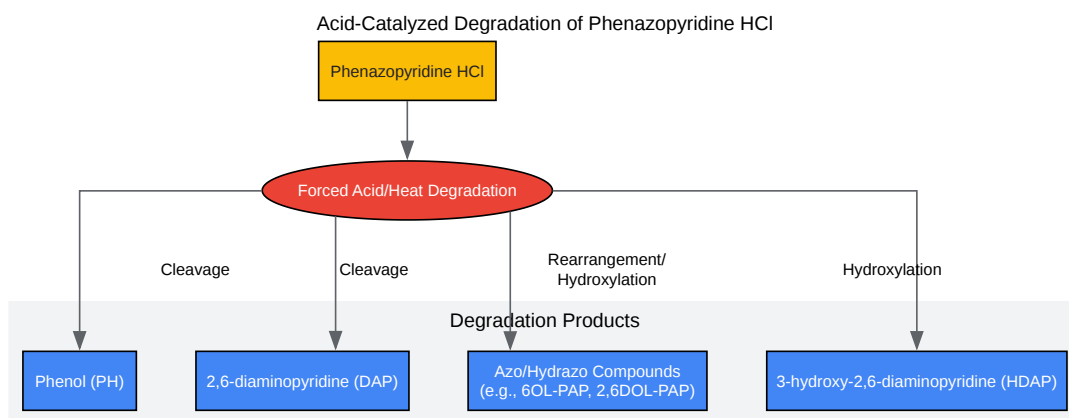 Acid-Catalyzed Degradation of Phenazopyridine HCl
Phenazopyridine HCl
Forced Acid/Heat Degradation
Cleavage
Cleavage
Rearrangement/
Hydroxylation
Hydroxylation
Degradation Products
Phenol (PH)
2,6-diaminopyridine (DAP)
Azo/Hydrazo Compounds
(e.g., 6OL-PAP, 2,6DOL-PAP)
3-hydroxy-2,6-diaminopyridine (HDAP)